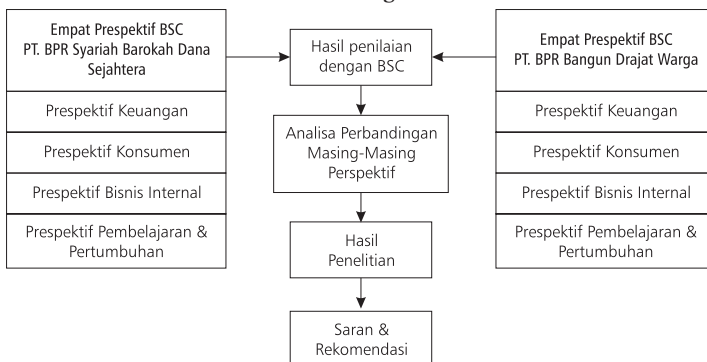 Empat Prespektif BSC
PT. BPR Syariah Barokah Dana
Sejahtera
Prespektif Keuangan
Prespektif Konsumen
Prespektif Bisnis Internal
Prespektif Pembelajaran &
Pertumbuhan
Hasil penilaian
dengan BSC
Analisa Perbandingan
Masing-Masing
Perspektif
Hasil
Penelitian
Saran &
Rekomendasi
Empat Prespektif BSC
PT. BPR Bangun Drajat Warga
Prespektif Keuangan
Prespektif Konsumen
Prespektif Bisnis Internal
Prespektif Pembelajaran &
Pertumbuhan